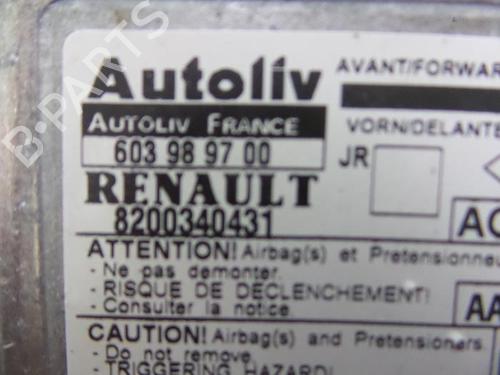 Autoliv
AVANT/FORWAR
AUTOLIV FRANCE
VORN/DELANTE
603 98 97 00
JR
RENAULT
8200340431
AC
ATTENTION! Airbag(s) et Pretensionneu
- Ne pas demonter.
- RISQUE DE DECLENCHEMENT!
- Consulter la notice.
AA
CAUTION! Airbag(s) and Pretensioners.
- Do not remove.
- TRIGGERING HAZARD!
B-PARTS